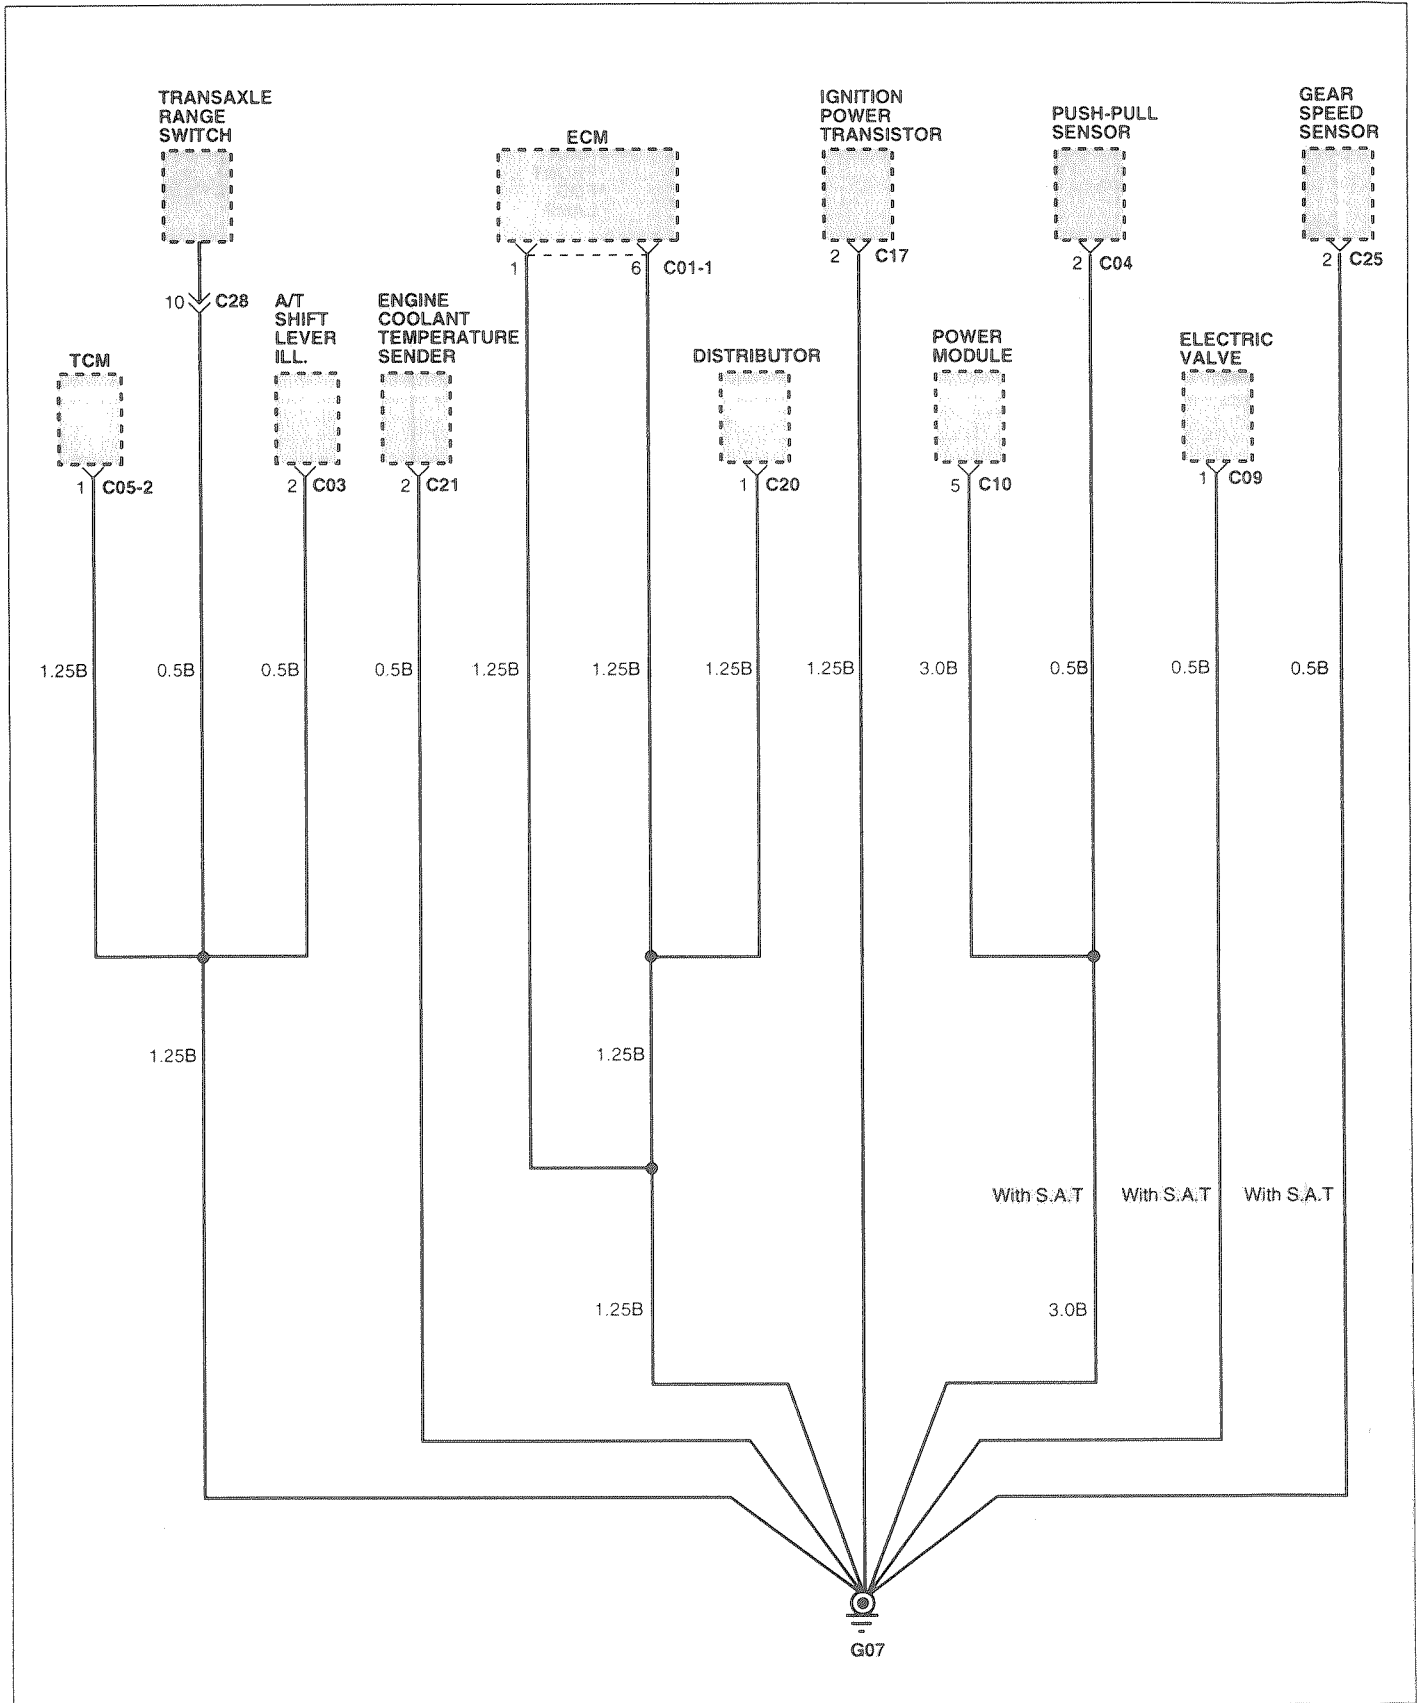 TRANSAXLE
RANGE
SWITCH
ECM
IGNITION
POWER
TRANSISTOR
PUSH-PULL
SENSOR
GEAR
SPEED
SENSOR
1
6 C01-1
2 C17
2 C04
2 C25
10 C28
A/T
SHIFT
LEVER
ILL.
ENGINE
COOLANT
TEMPERATURE
SENDER
TCM
DISTRIBUTOR
POWER
MODULE
ELECTRIC
VALVE
1 C05-2
2 C03
2 C21
1 C20
5 C10
1 C09
1.25B
0.5B
0.5B
0.5B
1.25B
1.25B
1.25B
1.25B
3.0B
0.5B
0.5B
0.5B
1.25B
1.25B
With S.A.T
With S.A.T
With S.A.T
1.25B
3.0B
G07